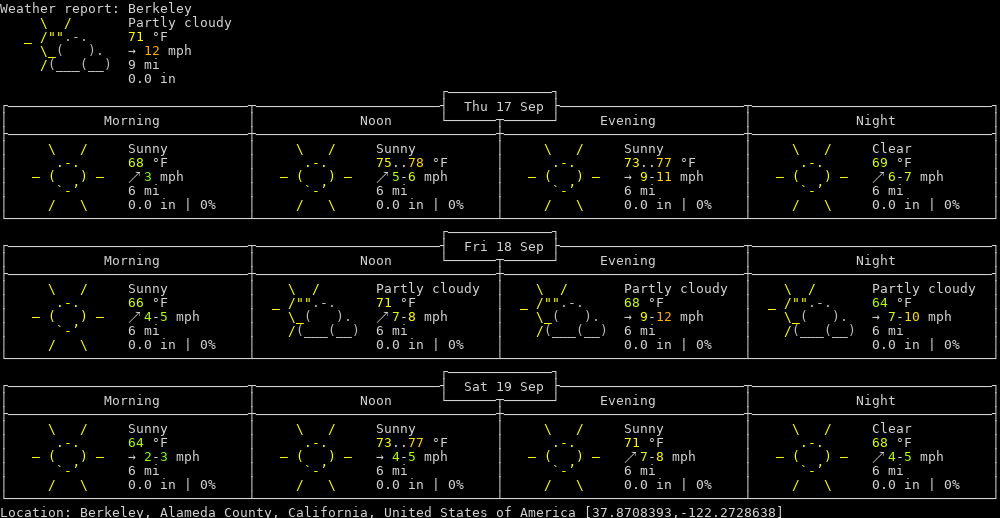 Weather report: Berkeley
Partly cloudy
71 °F
→ 12 mph
9 mi
0.0 in
Thu 17 Sep
Morning Noon Evening Night
Sunny Sunny Sunny Clear
68 °F 75..78 °F 73..77 °F 69 °F
↗ 3 mph ↗ 5-6 mph → 9-11 mph ↗ 6-7 mph
6 mi 6 mi 6 mi 6 mi
0.0 in | 0% 0.0 in | 0% 0.0 in | 0% 0.0 in | 0%
Fri 18 Sep
Morning Noon Evening Night
Sunny Partly cloudy Partly cloudy Partly cloudy
66 °F 71 °F 68 °F 64 °F
↗ 4-5 mph ↗ 7-8 mph → 9-12 mph → 7-10 mph
6 mi 6 mi 6 mi 6 mi
0.0 in | 0% 0.0 in | 0% 0.0 in | 0% 0.0 in | 0%
Sat 19 Sep
Morning Noon Evening Night
Sunny Sunny Sunny Clear
64 °F 73..77 °F 71 °F 68 °F
→ 2-3 mph → 4-5 mph ↗ 7-8 mph ↗ 4-5 mph
6 mi 6 mi 6 mi 6 mi
0.0 in | 0% 0.0 in | 0% 0.0 in | 0% 0.0 in | 0%
Location: Berkeley, Alameda County, California, United States of America [37.8708393,-122.2728638]